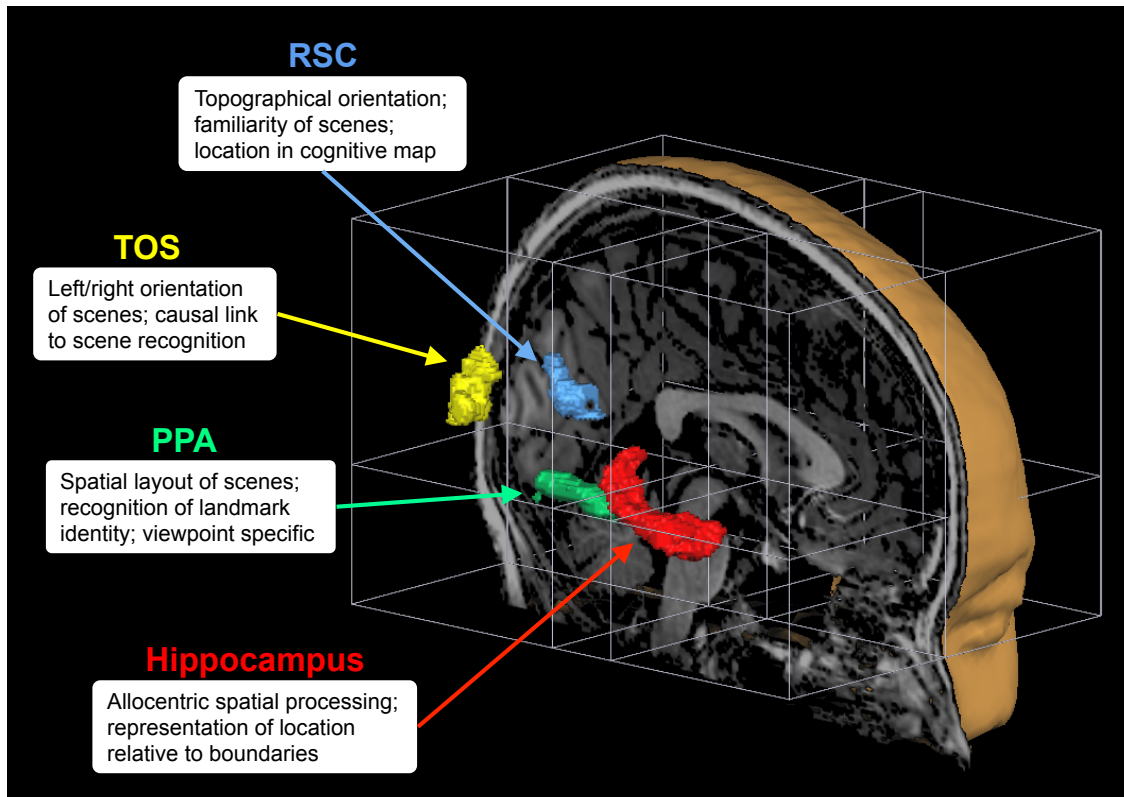 RSC
Topographical orientation;
familiarity of scenes;
location in cognitive map
TOS
Left/right orientation
of scenes; causal link
to scene recognition
PPA
Spatial layout of scenes;
recognition of landmark
identity; viewpoint specific
Hippocampus
Allocentric spatial processing;
representation of location
relative to boundaries